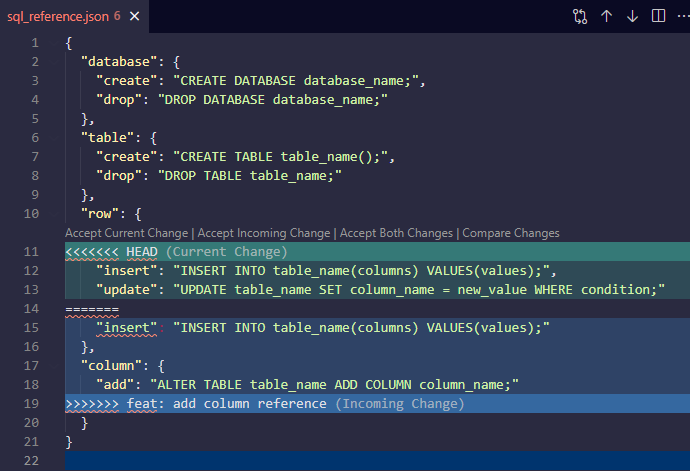 sql_reference.json 6
1 {
2 "database": {
3 "create": "CREATE DATABASE database_name;",
4 "drop": "DROP DATABASE database_name;"
5 },
6 "table": {
7 "create": "CREATE TABLE table_name();",
8 "drop": "DROP TABLE table_name;"
9 },
10 "row": {
Accept Current Change | Accept Incoming Change | Accept Both Changes | Compare Changes
11 <<<<<<< HEAD (Current Change)
12 "insert": "INSERT INTO table_name(columns) VALUES(values);",
13 "update": "UPDATE table_name SET column_name = new_value WHERE condition;"
14 =======
15 "insert": "INSERT INTO table_name(columns) VALUES(values);"
16 },
17 "column": {
18 "add": "ALTER TABLE table_name ADD COLUMN column_name;"
19 >>>>>>> feat: add column reference (Incoming Change)
20 }
21 }
22